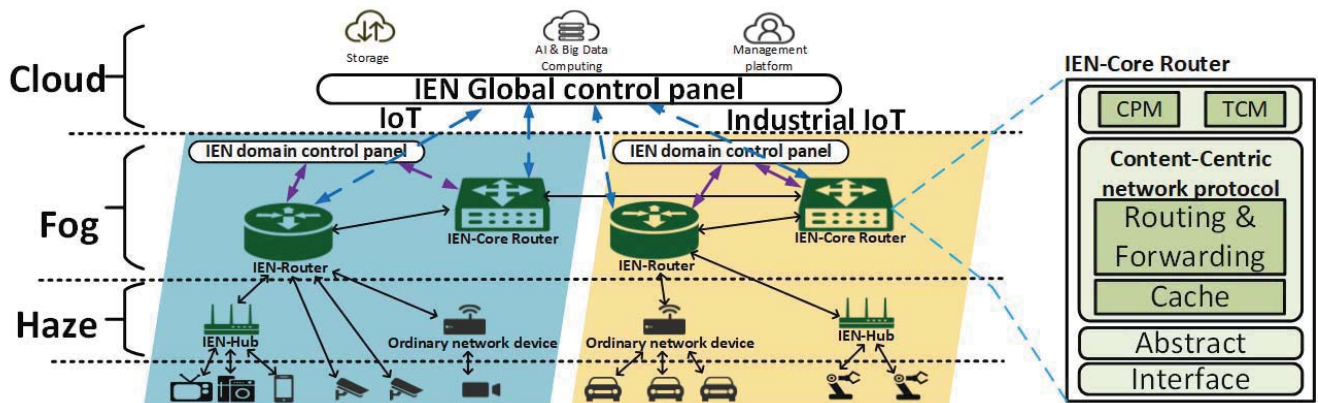 Cloud
Storage
AI & Big Data
Computing
Management
platform
IEN Global control panel
IoT
Industrial IoT
Fog
IEN domain control panel
IEN domain control panel
IEN-Core Router
IEN-Router
IEN-Core Router
IEN-Router
Haze
IEN-Hub
Ordinary network device
Ordinary network device
IEN-Hub
IEN-Core Router
CPM
TCM
Content-Centric
network protocol
Routing &
Forwarding
Cache
Abstract
Interface